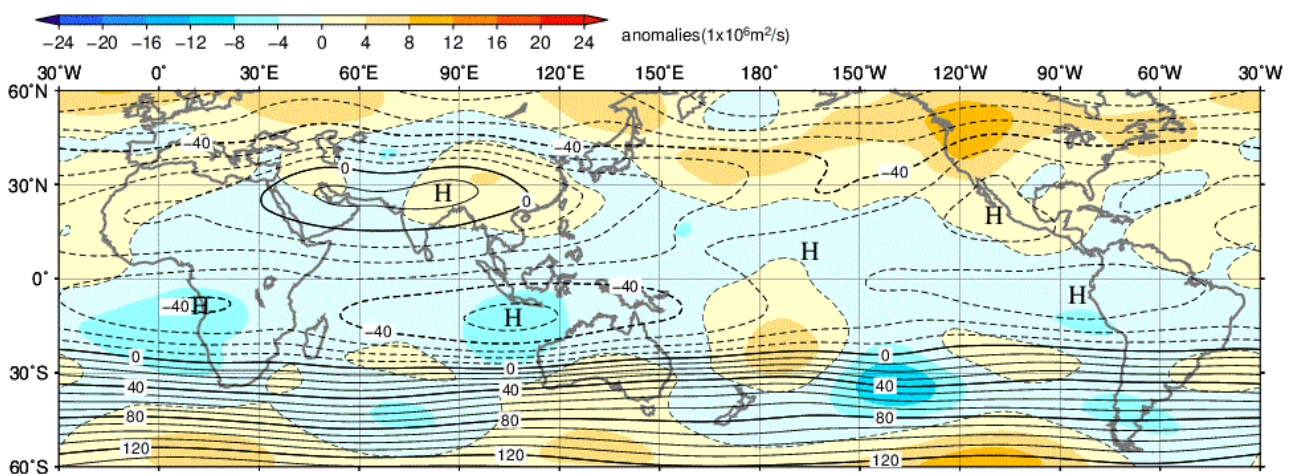 −24 −20 −16 −12 −8 −4 0 4 8 12 16 20 24 anomalies(1x10⁶m²/s)
30°W 0° 30°E 60°E 90°E 120°E 150°E 180° 150°W 120°W 90°W 60°W 30°W
60°N
−40 −40
0 −40
30°N H 0
H
H
0°
−40 H −40 H
H
−40
0 0 0
30°S
40 40 40
80 80 80
120 120 120
60°S